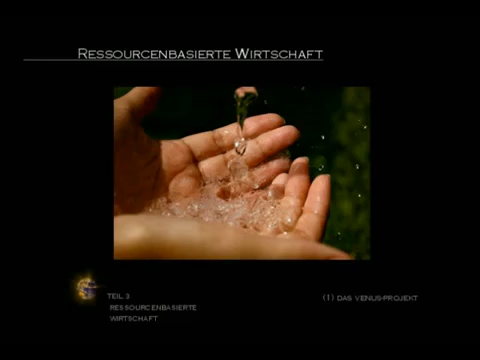 RESSOURCENBASIERTE WIRTSCHAFT
TEIL 3
RESSOURCENBASIERTE
WIRTSCHAFT
(1) DAS VENUS-PROJEKT